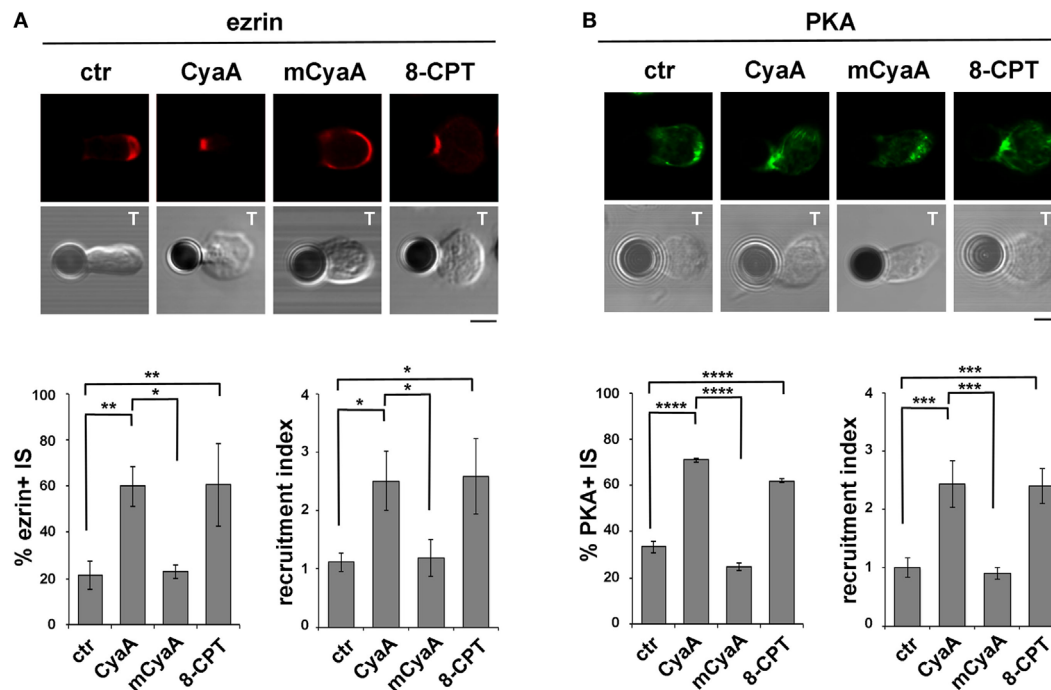 A
ezrin
ctr CyaA mCyaA 8-CPT
T T T T
B
PKA
ctr CyaA mCyaA 8-CPT
T T T T
** 
** *
% ezrin+ IS
100
80
60
40
20
0
ctr CyaA mCyaA 8-CPT
*
* *
recruitment index
4
3
2
1
0
ctr CyaA mCyaA 8-CPT
****
**** ****
% PKA+ IS
100
80
60
40
20
0
ctr CyaA mCyaA 8-CPT
***
*** ***
recruitment index
4
3
2
1
0
ctr CyaA mCyaA 8-CPT